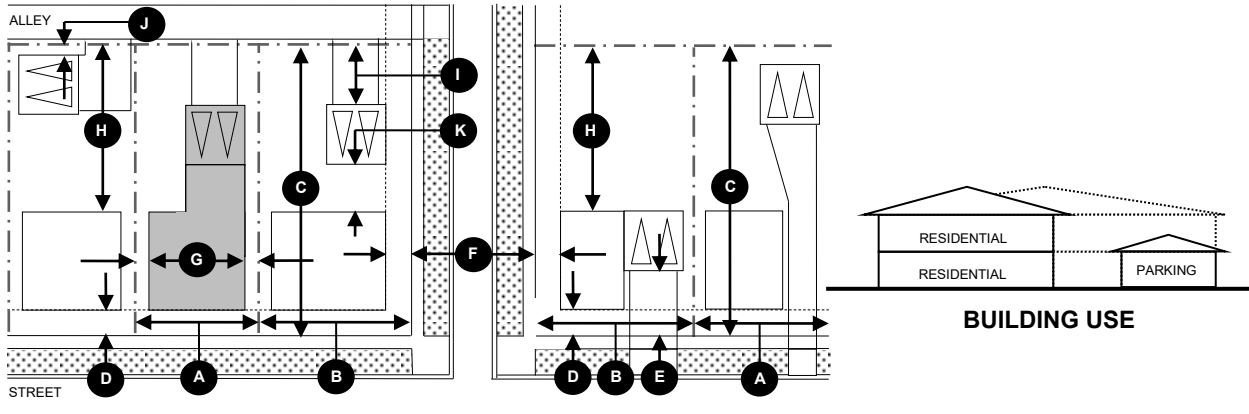 ALLEY
J
I
H
K
H
C
C
G
F
RESIDENTIAL
RESIDENTIAL
PARKING
BUILDING USE
D
A
B
D
B
E
A
STREET